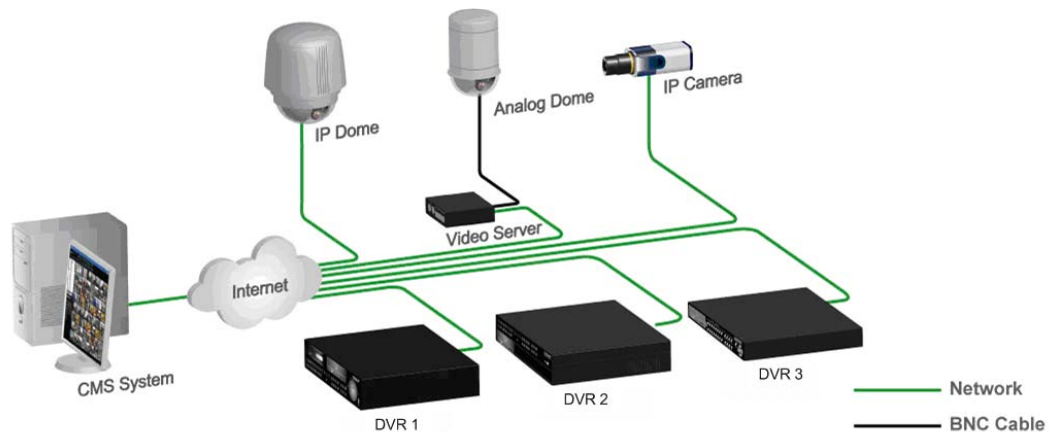 IP Dome
Analog Dome
IP Camera
Video Server
Internet
CMS System
DVR 1
DVR 2
DVR 3
Network
BNC Cable